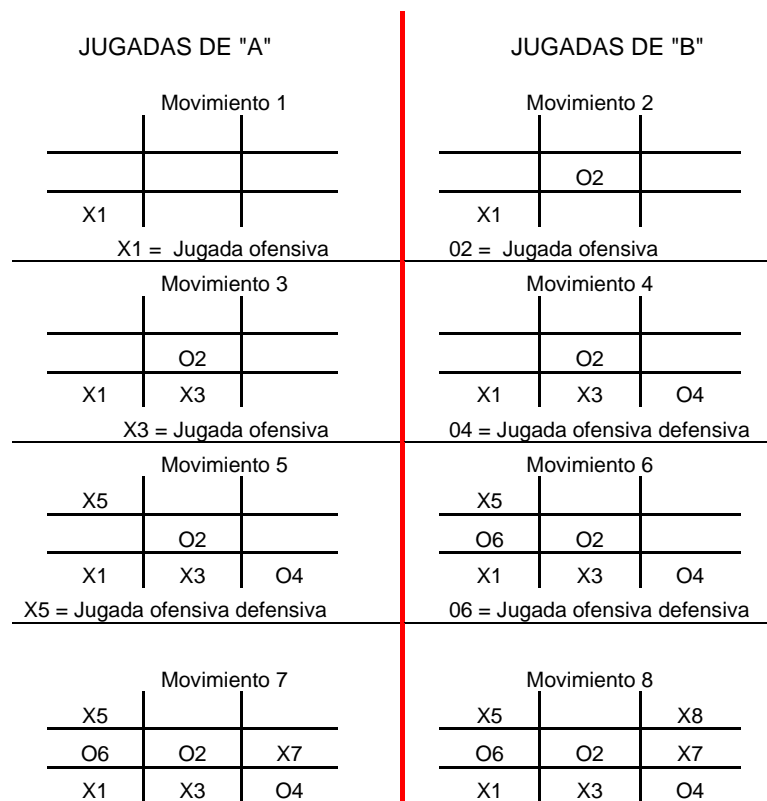 JUGADAS DE "A" JUGADAS DE "B"
Movimiento 1 Movimiento 2
O2
X1 X1
X1 = Jugada ofensiva 02 = Jugada ofensiva
Movimiento 3 Movimiento 4
O2 O2
X1 X3 X1 X3 O4
X3 = Jugada ofensiva 04 = Jugada ofensiva defensiva
Movimiento 5 Movimiento 6
X5 X5
O2 O6 O2
X1 X3 O4 X1 X3 O4
X5 = Jugada ofensiva defensiva 06 = Jugada ofensiva defensiva
Movimiento 7 Movimiento 8
X5 X5 X8
O6 O2 X7 O6 O2 X7
X1 X3 O4 X1 X3 O4